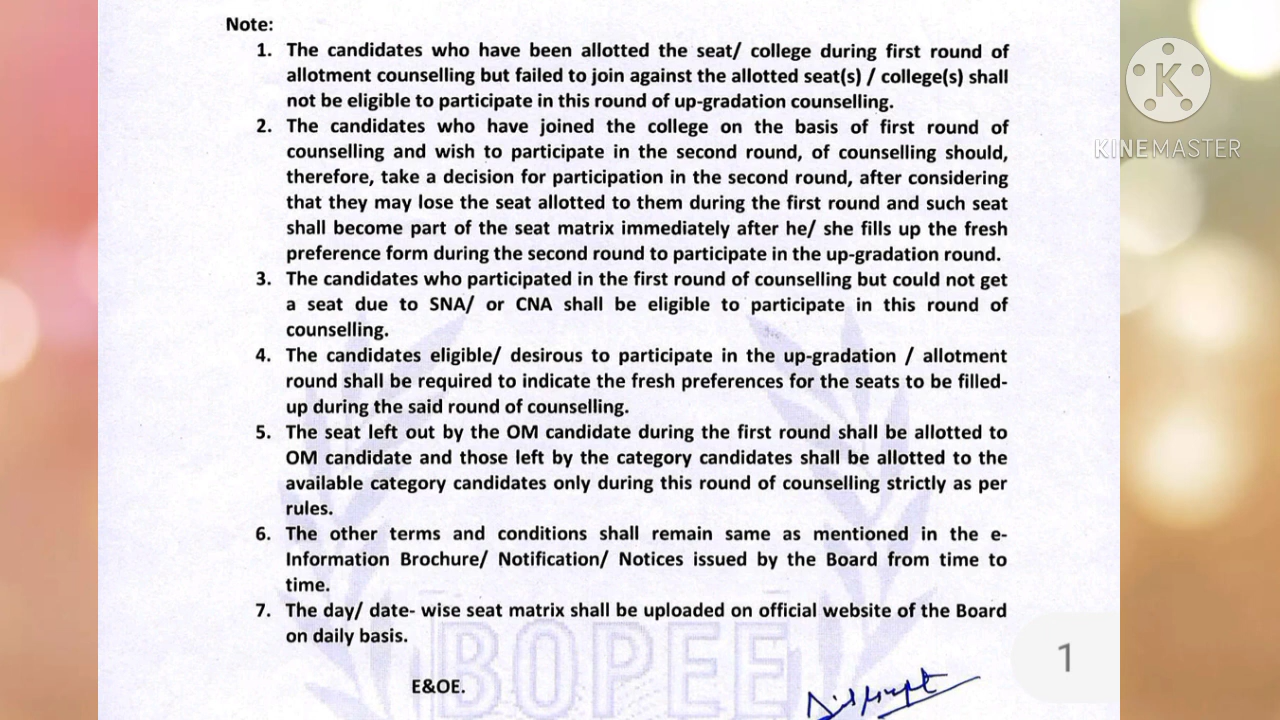 Note:
1. The candidates who have been allotted the seat/ college during first round of
allotment counselling but failed to join against the allotted seat(s) / college(s) shall
not be eligible to participate in this round of up-gradation counselling.
2. The candidates who have joined the college on the basis of first round of
counselling and wish to participate in the second round, of counselling should,
therefore, take a decision for participation in the second round, after considering
that they may lose the seat allotted to them during the first round and such seat
shall become part of the seat matrix immediately after he/ she fills up the fresh
preference form during the second round to participate in the up-gradation round.
3. The candidates who participated in the first round of counselling but could not get
a seat due to SNA/ or CNA shall be eligible to participate in this round of
counselling.
4. The candidates eligible/ desirous to participate in the up-gradation / allotment
round shall be required to indicate the fresh preferences for the seats to be filled-
up during the said round of counselling.
5. The seat left out by the OM candidate during the first round shall be allotted to
OM candidate and those left by the category candidates shall be allotted to the
available category candidates only during this round of counselling strictly as per
rules.
6. The other terms and conditions shall remain same as mentioned in the e-
Information Brochure/ Notification/ Notices issued by the Board from time to
time.
7. The day/ date- wise seat matrix shall be uploaded on official website of the Board
on daily basis.
BOPEE
E&OE.
1
K
KINEMASTER